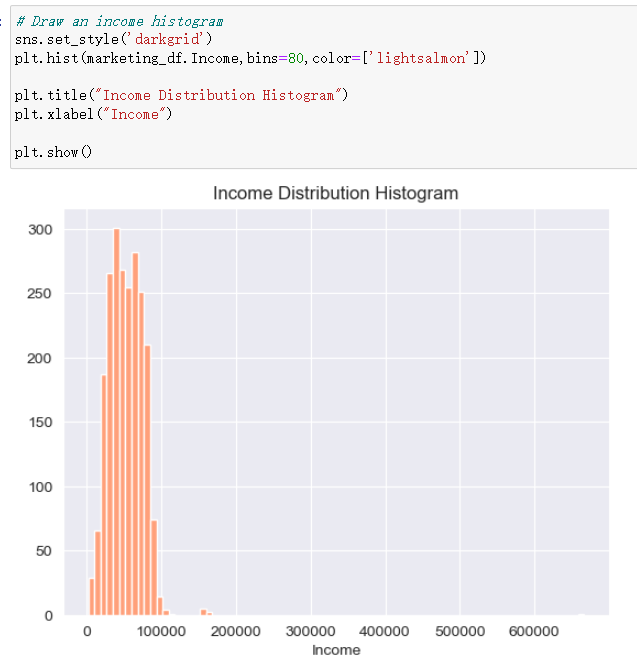 # Draw an income histogram
sns.set_style('darkgrid')
plt.hist(marketing_df.Income,bins=80,color=['lightsalmon'])
plt.title("Income Distribution Histogram")
plt.xlabel("Income")
plt.show()
Income Distribution Histogram
300
250
200
150
100
50
0
0 100000 200000 300000 400000 500000 600000
Income